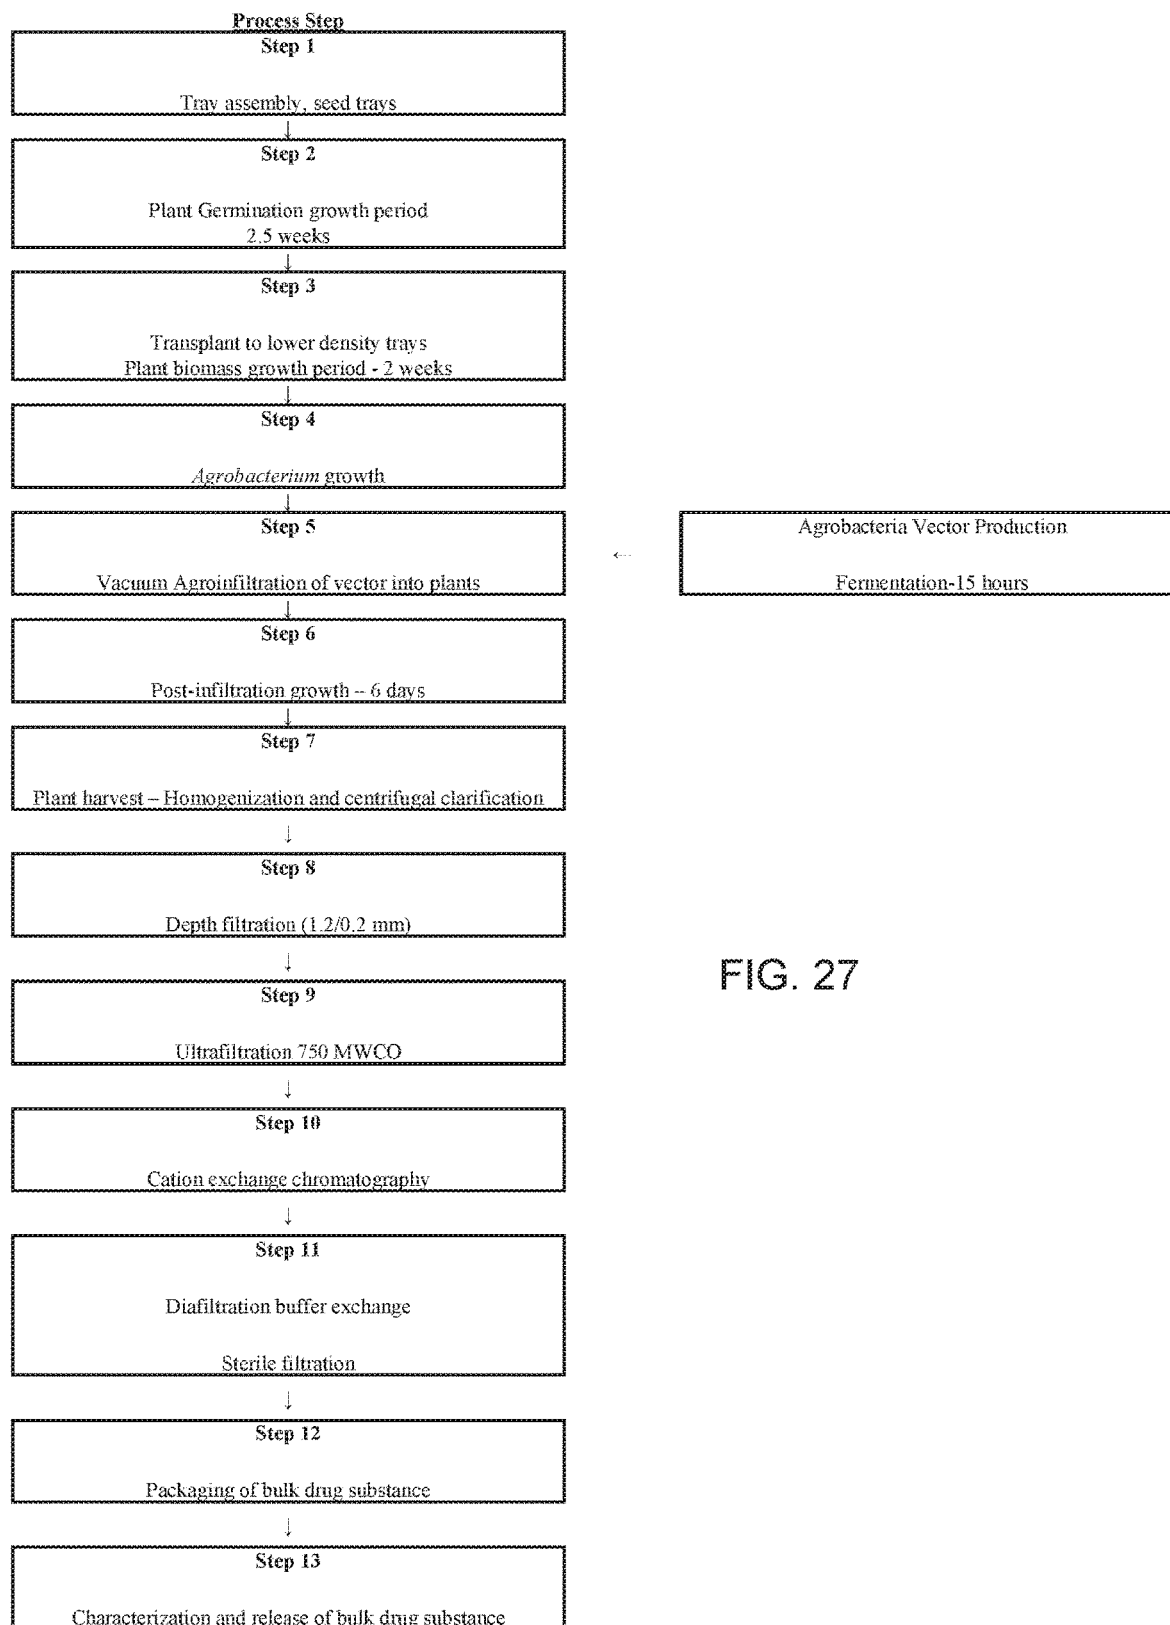 Process Step
Step 1
Tray assembly, seed trays
↓
Step 2
Plant Germination growth period
2.5 weeks
↓
Step 3
Transplant to lower density trays
Plant biomass growth period - 2 weeks
↓
Step 4
Agrobacterium growth
↓
Step 5
Vacuum Agroinfiltration of vector into plants
←
Agrobacteria Vector Production
Fermentation-15 hours
↓
Step 6
Post-infiltration growth – 6 days
↓
Step 7
Plant harvest – Homogenization and centrifugal clarification
↓
Step 8
Depth filtration (1.2/0.2 mm)
↓
Step 9
Ultrafiltration 750 MWCO
↓
Step 10
Cation exchange chromatography
↓
Step 11
Diafiltration buffer exchange
Sterile filtration
↓
Step 12
Packaging of bulk drug substance
↓
Step 13
Characterization and release of bulk drug substance
FIG. 27